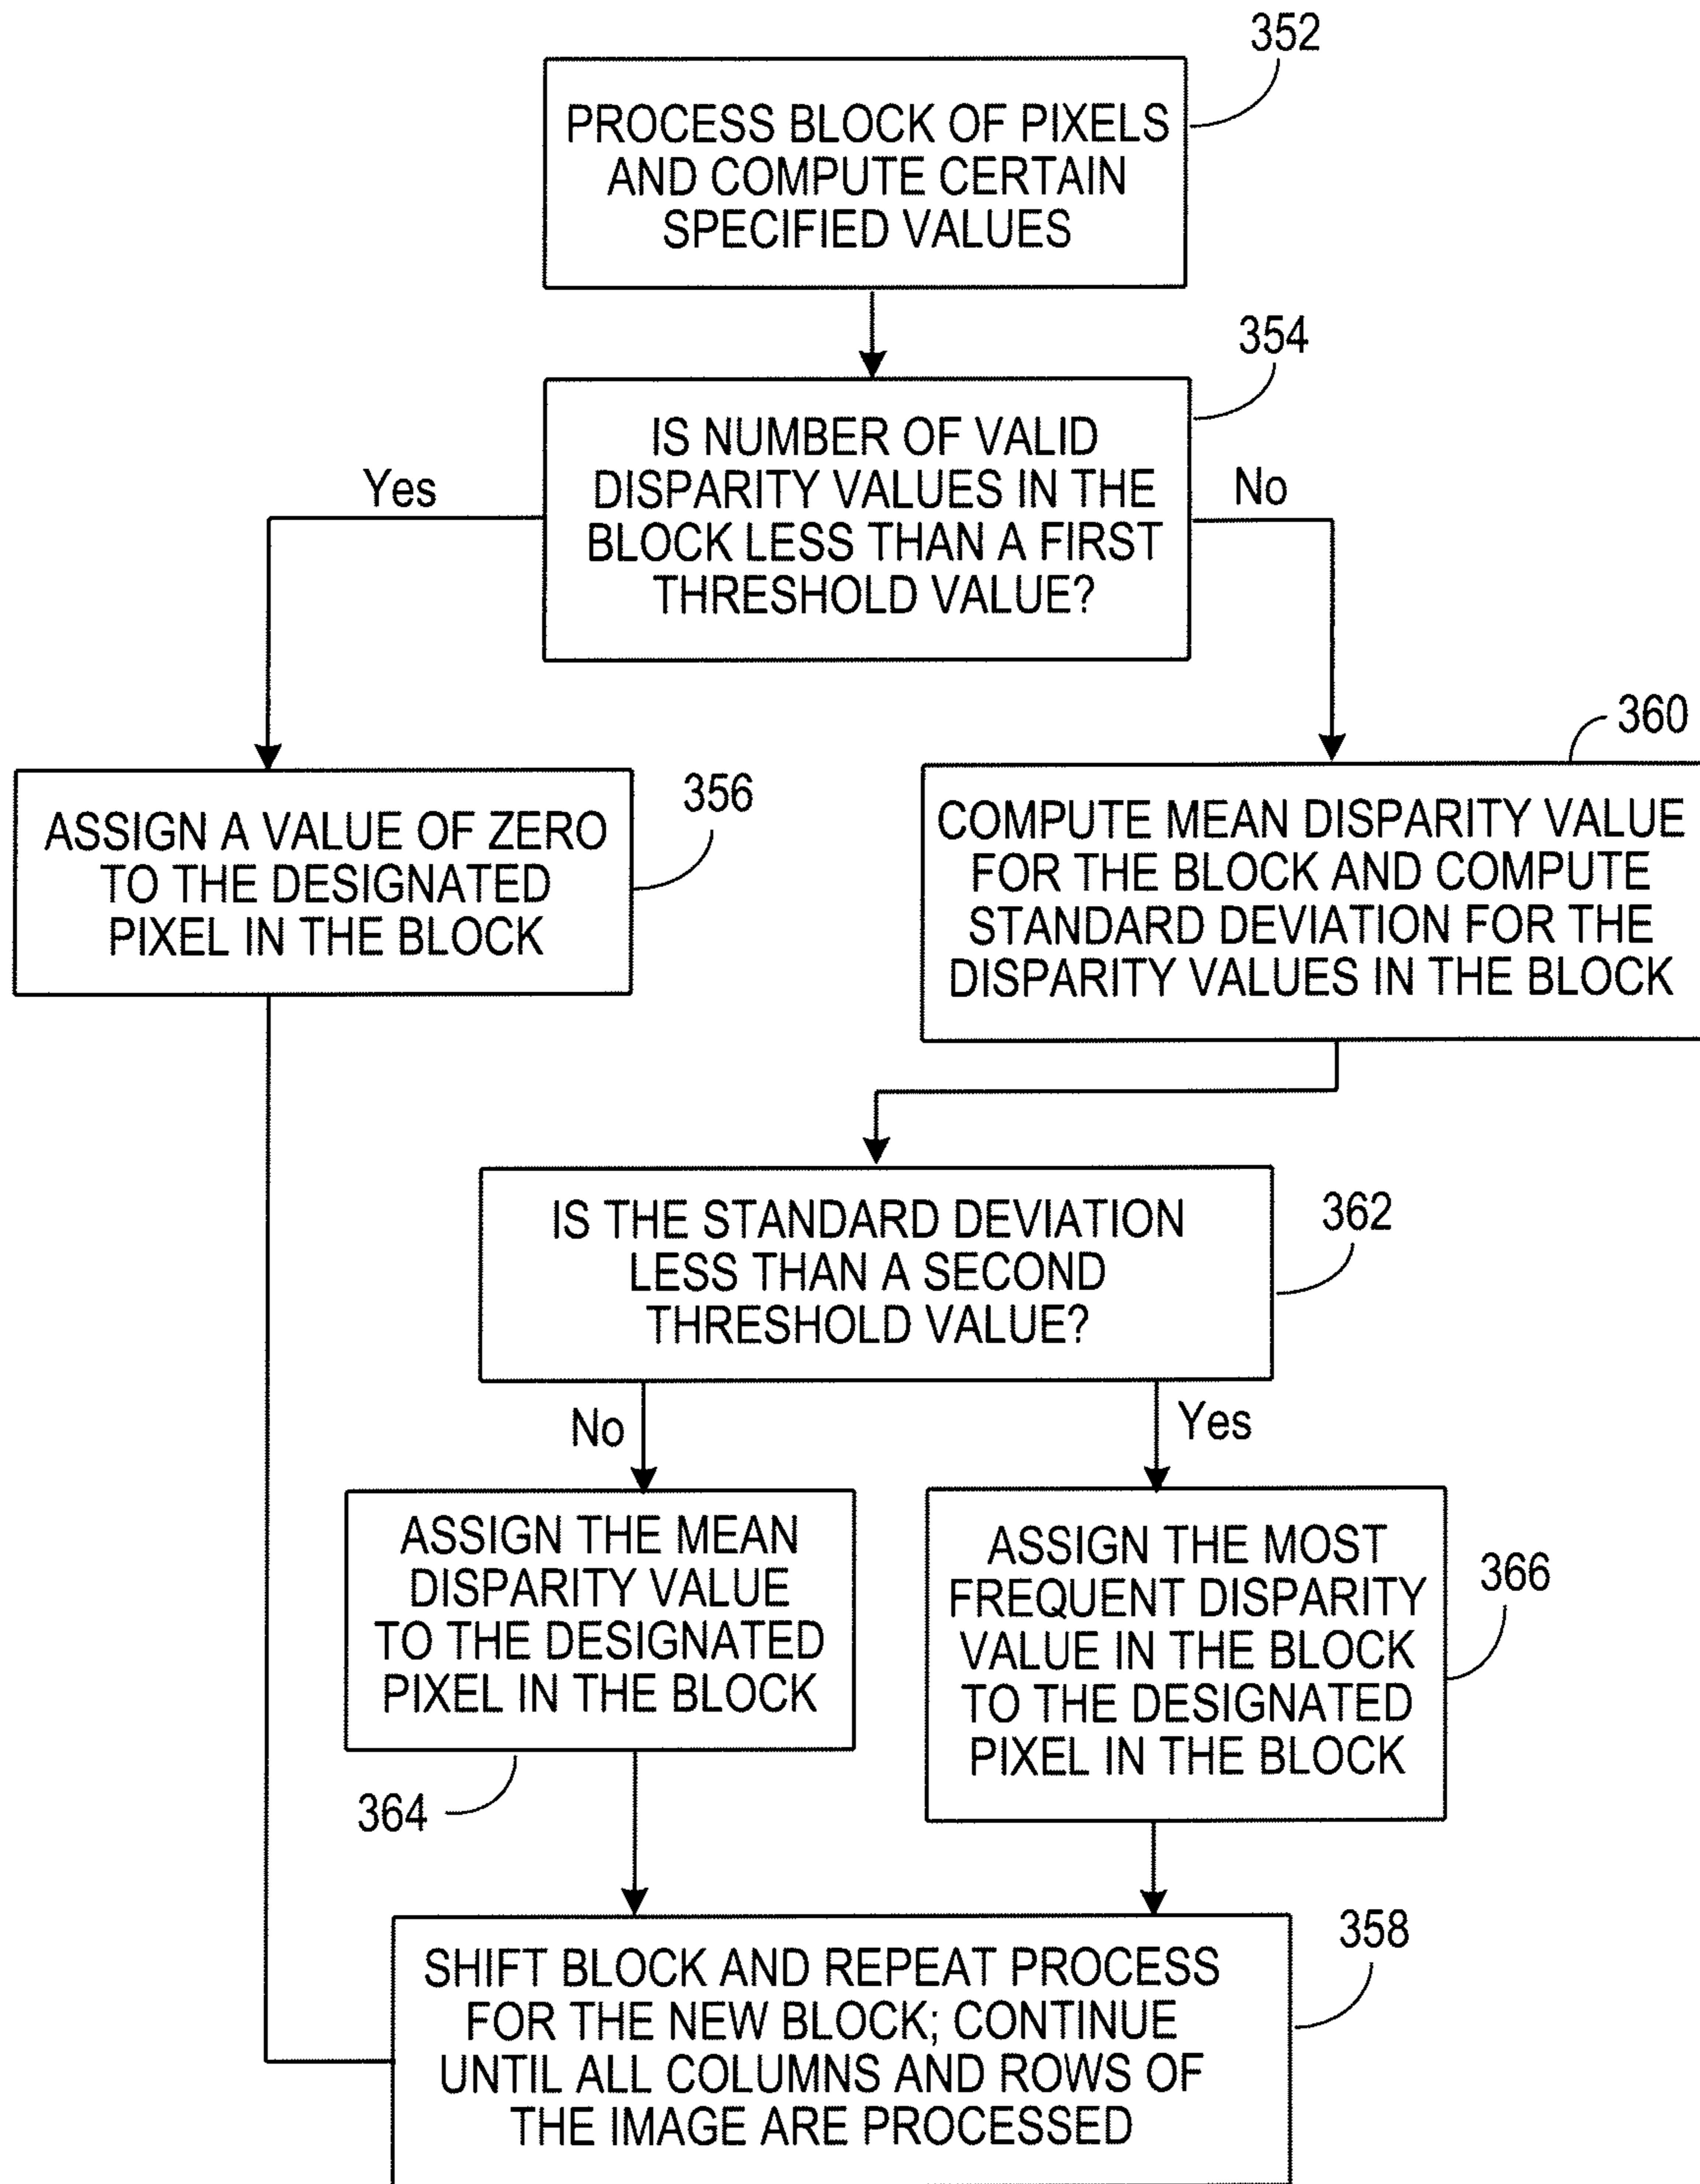 352
PROCESS BLOCK OF PIXELS
AND COMPUTE CERTAIN
SPECIFIED VALUES
354
IS NUMBER OF VALID
DISPARITY VALUES IN THE
BLOCK LESS THAN A FIRST
THRESHOLD VALUE?
Yes
No
356
ASSIGN A VALUE OF ZERO
TO THE DESIGNATED
PIXEL IN THE BLOCK
360
COMPUTE MEAN DISPARITY VALUE
FOR THE BLOCK AND COMPUTE
STANDARD DEVIATION FOR THE
DISPARITY VALUES IN THE BLOCK
362
IS THE STANDARD DEVIATION
LESS THAN A SECOND
THRESHOLD VALUE?
No
Yes
ASSIGN THE MEAN
DISPARITY VALUE
TO THE DESIGNATED
PIXEL IN THE BLOCK
364
ASSIGN THE MOST
FREQUENT DISPARITY
VALUE IN THE BLOCK
TO THE DESIGNATED
PIXEL IN THE BLOCK
366
358
SHIFT BLOCK AND REPEAT PROCESS
FOR THE NEW BLOCK; CONTINUE
UNTIL ALL COLUMNS AND ROWS OF
THE IMAGE ARE PROCESSED